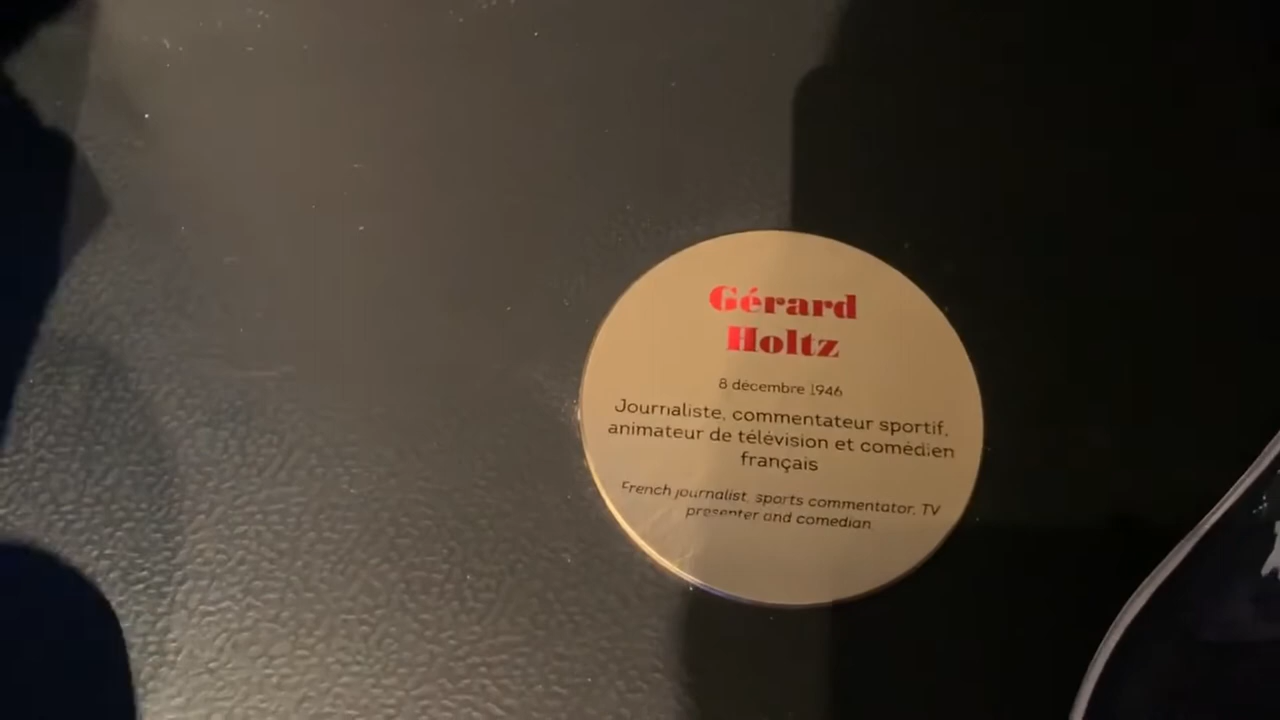 Gérard
Holtz
8 décembre 1946
Journaliste, commentateur sportif,
animateur de télévision et comédien
français
French journalist, sports commentator, TV
presenter and comedian